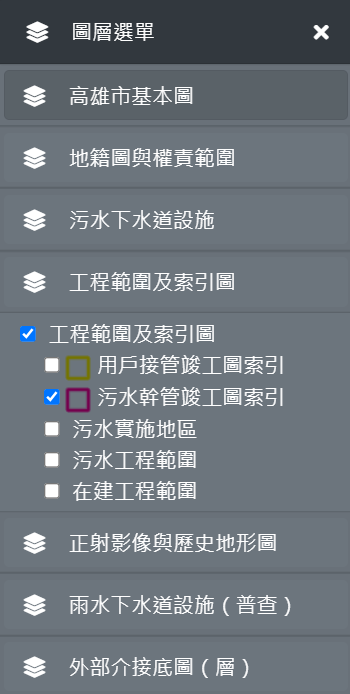 圖層選單
高雄市基本圖
地籍圖與權責範圍
污水下水道設施
工程範圍及索引圖
工程範圍及索引圖
用戶接管竣工圖索引
污水幹管竣工圖索引
污水實施地區
污水工程範圍
在建工程範圍
正射影像與歷史地形圖
雨水下水道設施（普查）
外部介接底圖（層）